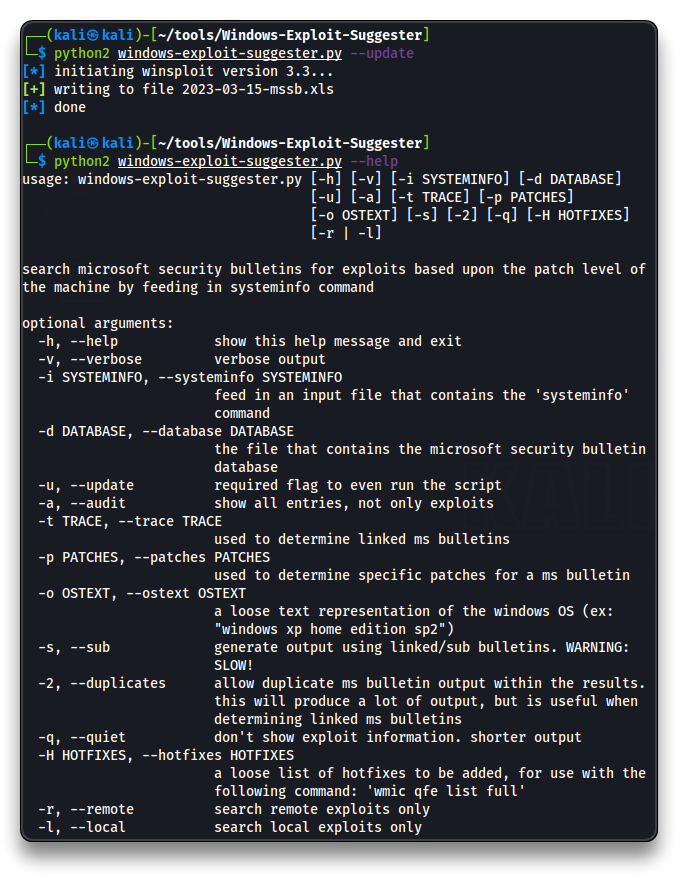 ┌──(kali㉿kali)-[~/tools/Windows-Exploit-Suggester]
└─$ python2 windows-exploit-suggester.py --update
[*] initiating winsploit version 3.3...
[+] writing to file 2023-03-15-mssb.xls
[*] done
┌──(kali㉿kali)-[~/tools/Windows-Exploit-Suggester]
└─$ python2 windows-exploit-suggester.py --help
usage: windows-exploit-suggester.py [-h] [-v] [-i SYSTEMINFO] [-d DATABASE]
[-u] [-a] [-t TRACE] [-p PATCHES]
[-o OSTEXT] [-s] [-2] [-q] [-H HOTFIXES]
[-r | -l]
search microsoft security bulletins for exploits based upon the patch level of
the machine by feeding in systeminfo command
optional arguments:
-h, --help show this help message and exit
-v, --verbose verbose output
-i SYSTEMINFO, --systeminfo SYSTEMINFO
feed in an input file that contains the 'systeminfo'
command
-d DATABASE, --database DATABASE
the file that contains the microsoft security bulletin
database
-u, --update required flag to even run the script
-a, --audit show all entries, not only exploits
-t TRACE, --trace TRACE
used to determine linked ms bulletins
-p PATCHES, --patches PATCHES
used to determine specific patches for a ms bulletin
-o OSTEXT, --ostext OSTEXT
a loose text representation of the windows OS (ex:
"windows xp home edition sp2")
-s, --sub generate output using linked/sub bulletins. WARNING:
SLOW!
-2, --duplicates allow duplicate ms bulletin output within the results.
this will produce a lot of output, but is useful when
determining linked ms bulletins
-q, --quiet don't show exploit information. shorter output
-H HOTFIXES, --hotfixes HOTFIXES
a loose list of hotfixes to be added, for use with the
following command: 'wmic qfe list full'
-r, --remote search remote exploits only
-l, --local search local exploits only